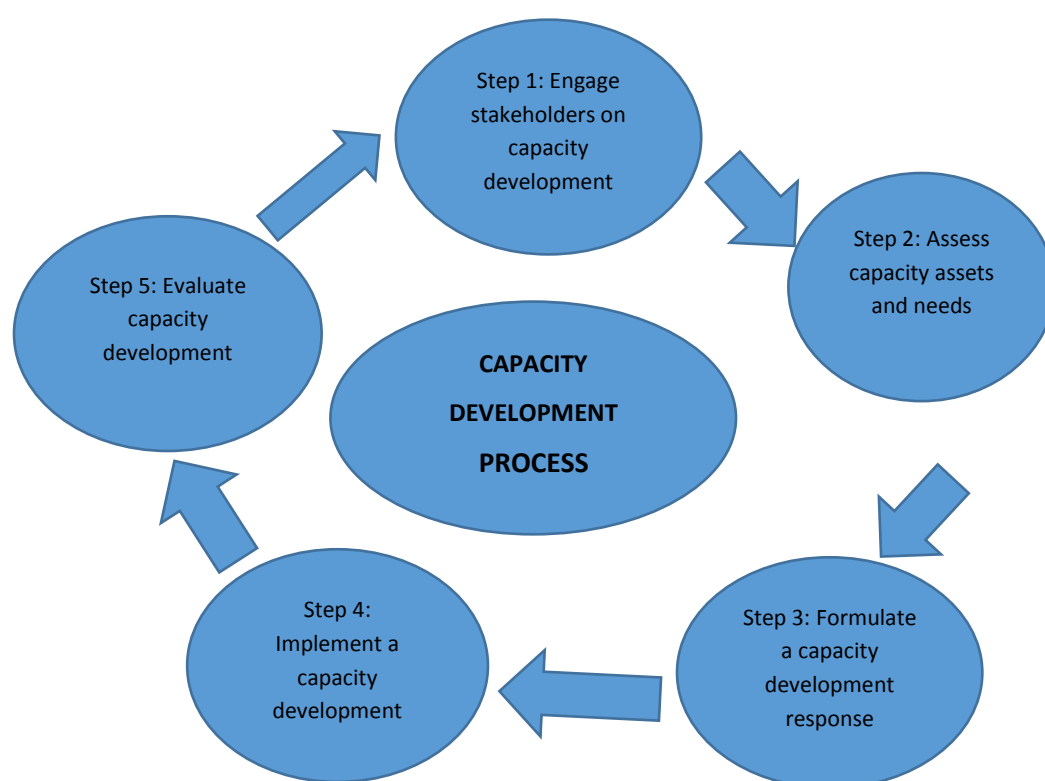 Step 1: Engage
stakeholders on
capacity
development
Step 2: Assess
capacity assets
and needs
Step 3: Formulate
a capacity
development
response
Step 4:
Implement a
capacity
development
Step 5: Evaluate
capacity
development
CAPACITY
DEVELOPMENT
PROCESS